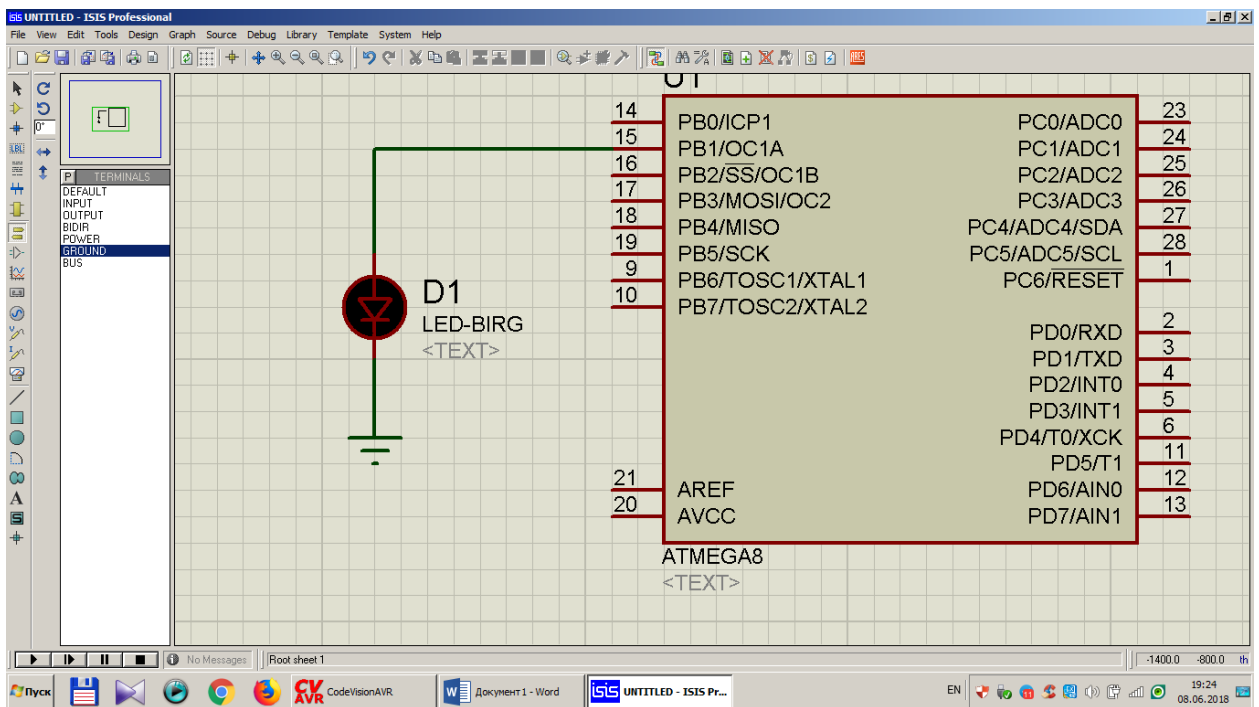 UNTITLED - ISIS Professional
File View Edit Tools Design Graph Source Debug Library Template System Help
0°
LBL
P TERMINALS
DEFAULT
INPUT
OUTPUT
BIDIR
POWER
GROUND
BUS
U1
14 PB0/ICP1 PC0/ADC0 23
15 PB1/OC1A PC1/ADC1 24
16 PB2/SS/OC1B PC2/ADC2 25
17 PB3/MOSI/OC2 PC3/ADC3 26
18 PB4/MISO PC4/ADC4/SDA 27
19 PB5/SCK PC5/ADC5/SCL 28
9 PB6/TOSC1/XTAL1 PC6/RESET 1
10 PB7/TOSC2/XTAL2
PD0/RXD 2
PD1/TXD 3
PD2/INT0 4
PD3/INT1 5
PD4/T0/XCK 6
PD5/T1 11
21 AREF PD6/AIN0 12
20 AVCC PD7/AIN1 13
D1
LED-BIRG
<TEXT>
ATMEGA8
<TEXT>
No Messages Root sheet 1 -1400.0 -800.0 th
Пуск CodeVisionAVR Документ1 - Word UNTITLED - ISIS Pr... EN 19:24
08.06.2018